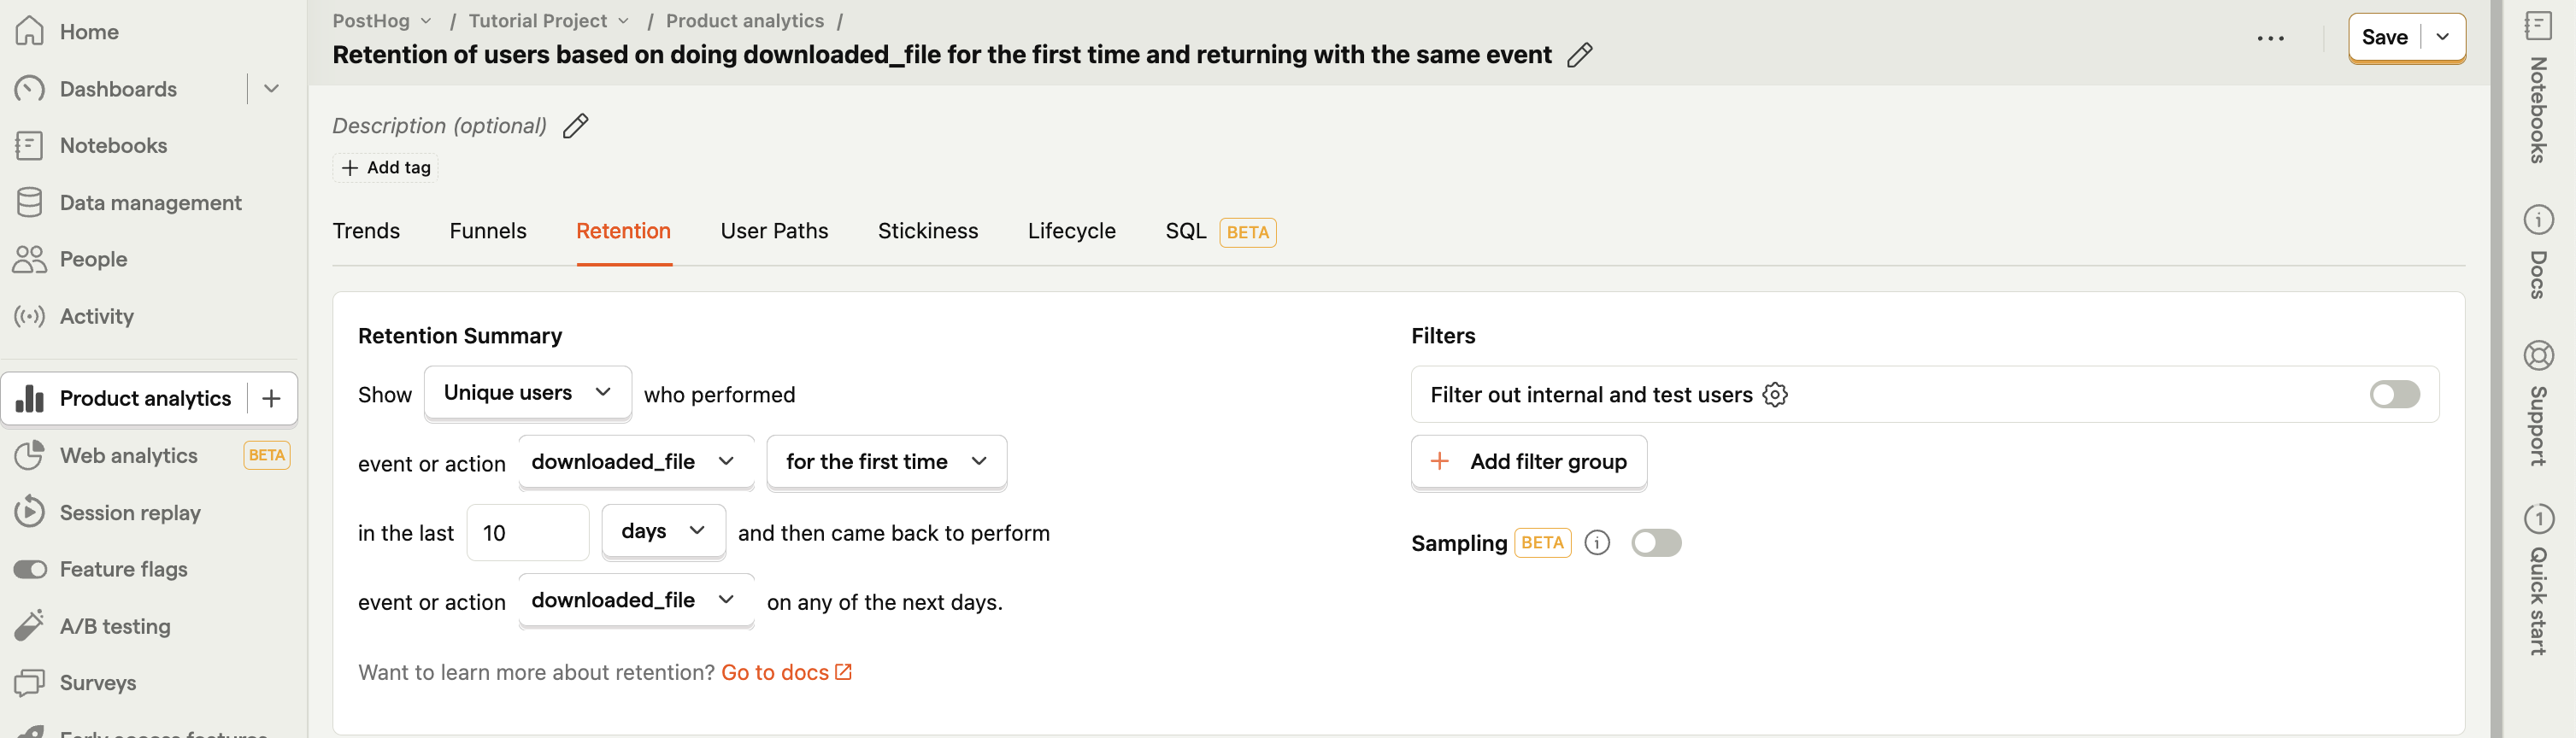 Home
Dashboards
Notebooks
Data management
People
Activity
Product analytics
Web analytics BETA
Session replay
Feature flags
A/B testing
Surveys
Early access features
PostHog / Tutorial Project / Product analytics /
Retention of users based on doing downloaded_file for the first time and returning with the same event
Save
Description (optional)
Add tag
Trends Funnels Retention User Paths Stickiness Lifecycle SQL BETA
Retention Summary
Show Unique users who performed
event or action downloaded_file for the first time
in the last 10 days and then came back to perform
event or action downloaded_file on any of the next days.
Want to learn more about retention? Go to docs
Filters
Filter out internal and test users
Add filter group
Sampling BETA
Notebooks
Docs
Support
1
Quick start